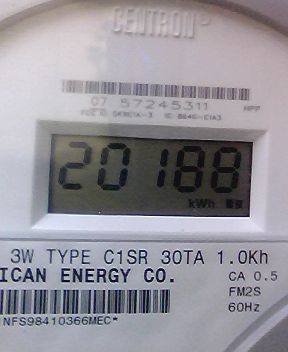 CENTRON
07 57245311 HPP
20188
kWh
3W TYPE C1SR 30TA 1.0Kh
ICAN ENERGY CO.
CA 0.5
FM2S
60Hz
NFS98410366MEC*